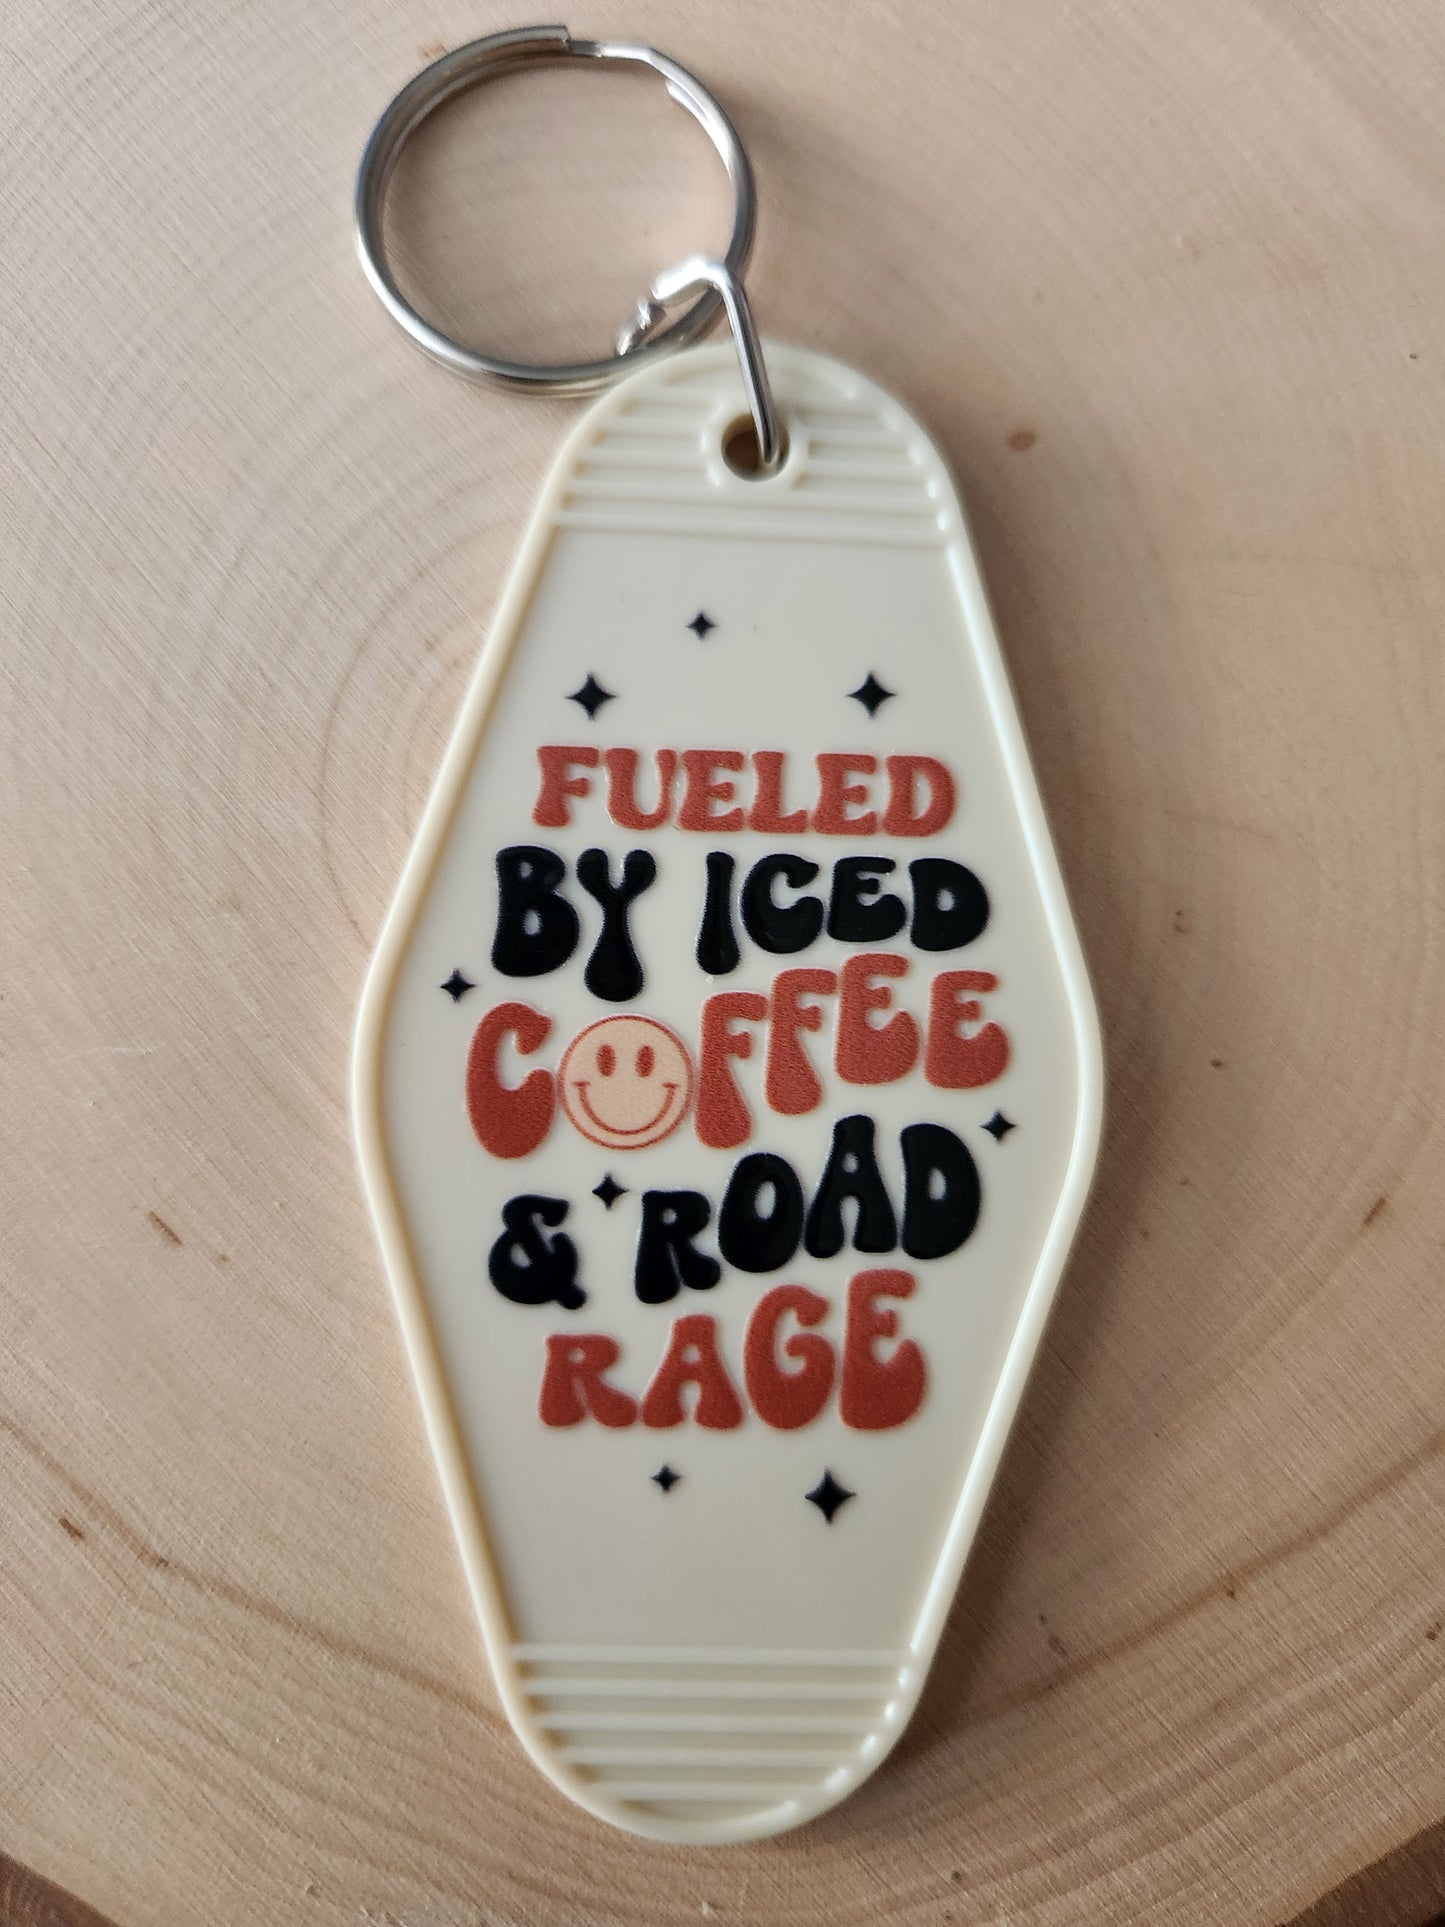 FUELED
BY ICED
COFFEE
& ROAD
RAGE